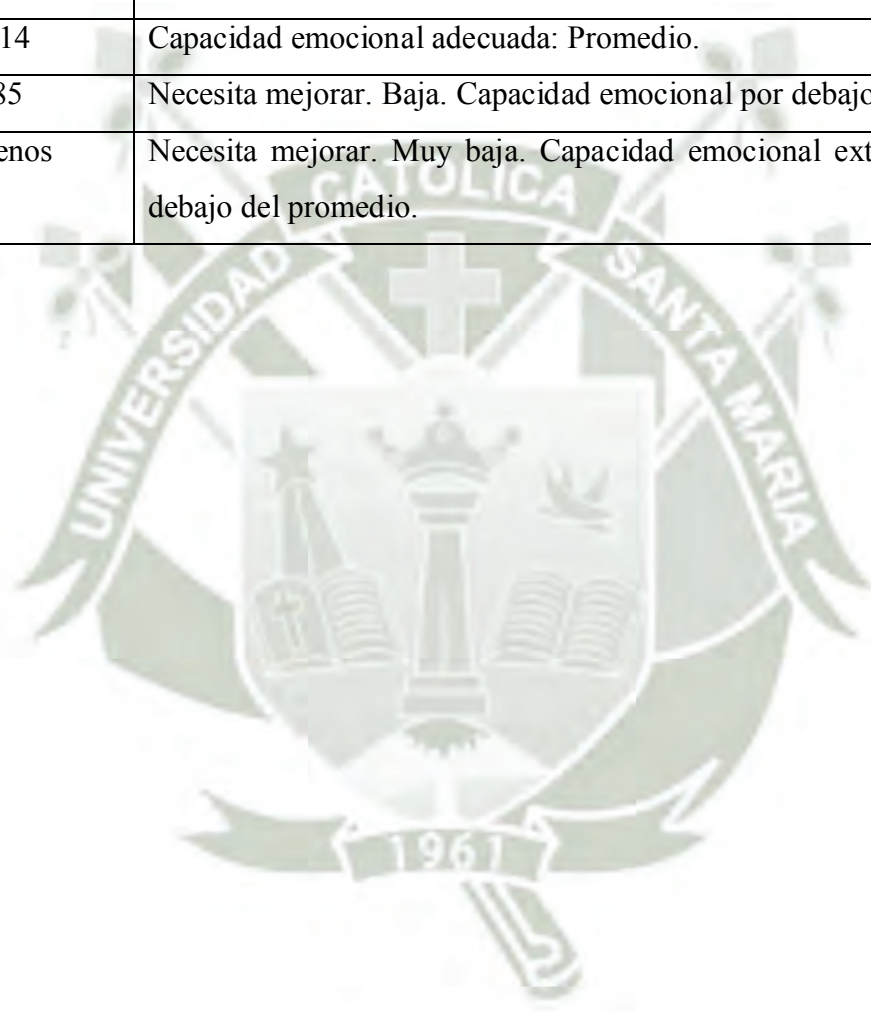 14 Capacidad emocional adecuada: Promedio.
85 Necesita mejorar. Baja. Capacidad emocional por debajo
enos Necesita mejorar. Muy baja. Capacidad emocional ext
debajo del promedio.
UNIVERSIDAD CATOLICA SANTA MARIA
1961